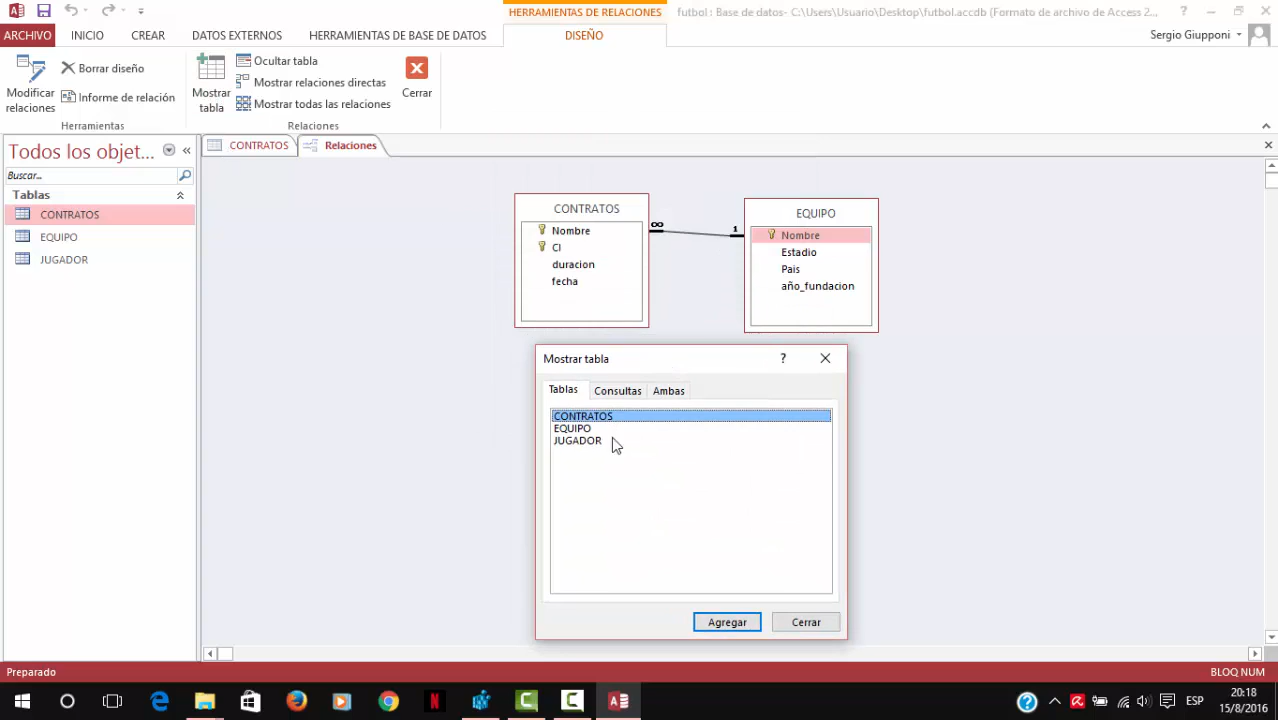 HERRAMIENTAS DE RELACIONES
futbol : Base de datos- C:\Users\Usuario\Desktop\futbol.accdb (Formato de archivo de Access 2...
ARCHIVO INICIO CREAR DATOS EXTERNOS HERRAMIENTAS DE BASE DE DATOS DISEÑO Sergio Giupponi
Modificar relaciones
Borrar diseño
Informe de relación
Herramientas
Mostrar tabla
Ocultar tabla
Mostrar relaciones directas
Mostrar todas las relaciones
Relaciones
Cerrar
Todos los objet...
Buscar...
Tablas
CONTRATOS
EQUIPO
JUGADOR
CONTRATOS Relaciones
CONTRATOS
Nombre
CI
duracion
fecha
∞ 1
EQUIPO
Nombre
Estadio
Pais
año_fundacion
Mostrar tabla ?
Tablas Consultas Ambas
CONTRATOS
EQUIPO
JUGADOR
Agregar Cerrar
Preparado BLOQ NUM
ESP
20:18
15/8/2016